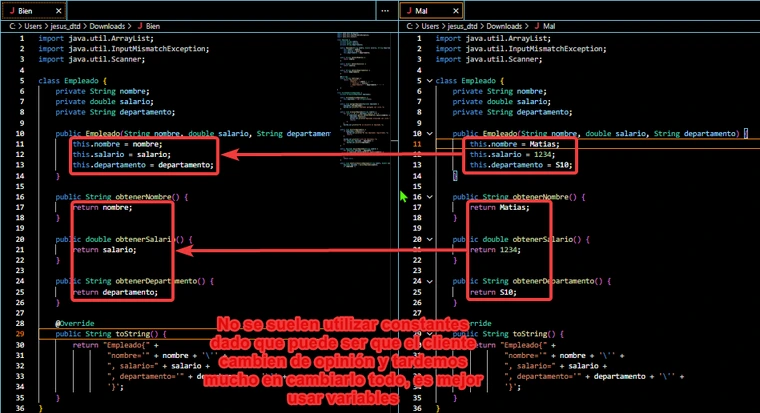 Bien
Mal
C: > Users > jesus_dtd > Downloads > Bien
C: > Users > jesus_dtd > Downloads > Mal
1 import java.util.ArrayList;
2 import java.util.InputMismatchException;
3 import java.util.Scanner;
4
5 class Empleado {
6 private String nombre;
7 private double salario;
8 private String departamento;
9
10 public Empleado(String nombre, double salario, String departamen
11 this.nombre = nombre;
12 this.salario = salario;
13 this.departamento = departamento;
14 }
15
16 public String obtenerNombre() {
17 return nombre;
18 }
19
20 public double obtenerSalario() {
21 return salario;
22 }
23
24 public String obtenerDepartamento() {
25 return departamento;
26 }
27
28 @Override
29 public String toString() {
30 return "Empleado{" +
31 "nombre='" + nombre + '\'' +
32 ", salario=" + salario +
33 ", departamento='" + departamento + '\'' +
34 '}';
35 }
36 }
1 import java.util.ArrayList;
2 import java.util.InputMismatchException;
3 import java.util.Scanner;
4
5 class Empleado {
6 private String nombre;
7 private double salario;
8 private String departamento;
9
10 public Empleado(String nombre, double salario, String departamento) {
11 this.nombre = Matias;
12 this.salario = 1234;
13 this.departamento = S10;
14 }
15
16 public String obtenerNombre() {
17 return Matias;
18 }
19
20 public double obtenerSalario() {
21 return 1234;
22 }
23
24 public String obtenerDepartamento() {
25 return S10;
26 }
27
28 @Override
29 public String toString() {
30 return "Empleado{" +
31 "nombre='" + nombre + '\'' +
32 ", salario=" + salario +
33 ", departamento='" + departamento + '\'' +
34 '}';
35 }
36 }
No se suelen utilizar constantes
dado que puede ser que el cliente
cambien de opinión y tardemos
mucho en cambiarlo todo, es mejor
usar variables